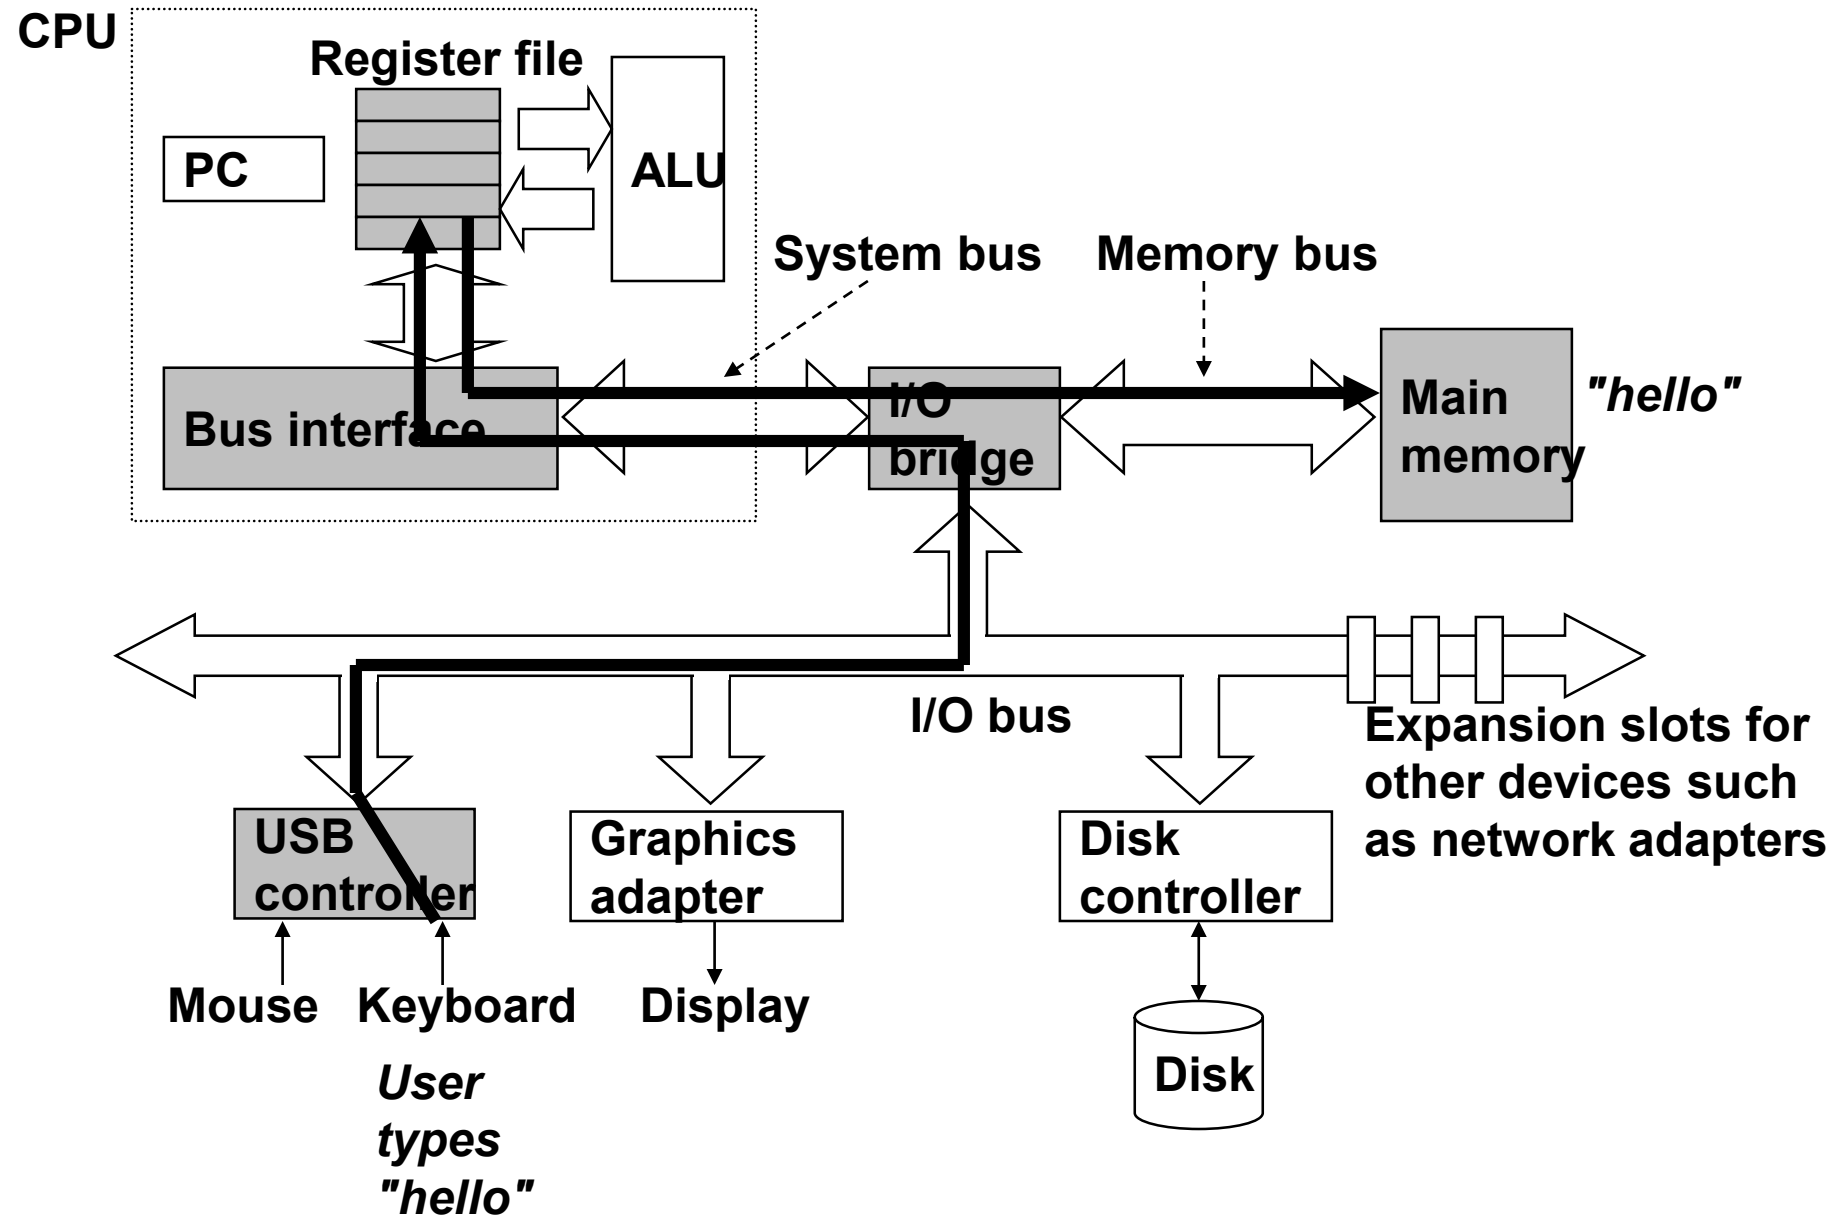 CPU
Register file
PC
ALU
System bus
Memory bus
Bus interface
I/O
bridge
Main
memory
"hello"
I/O bus
Expansion slots for
other devices such
as network adapters
USB
controller
Graphics
adapter
Disk
controller
Mouse
Keyboard
Display
Disk
User
types
"hello"